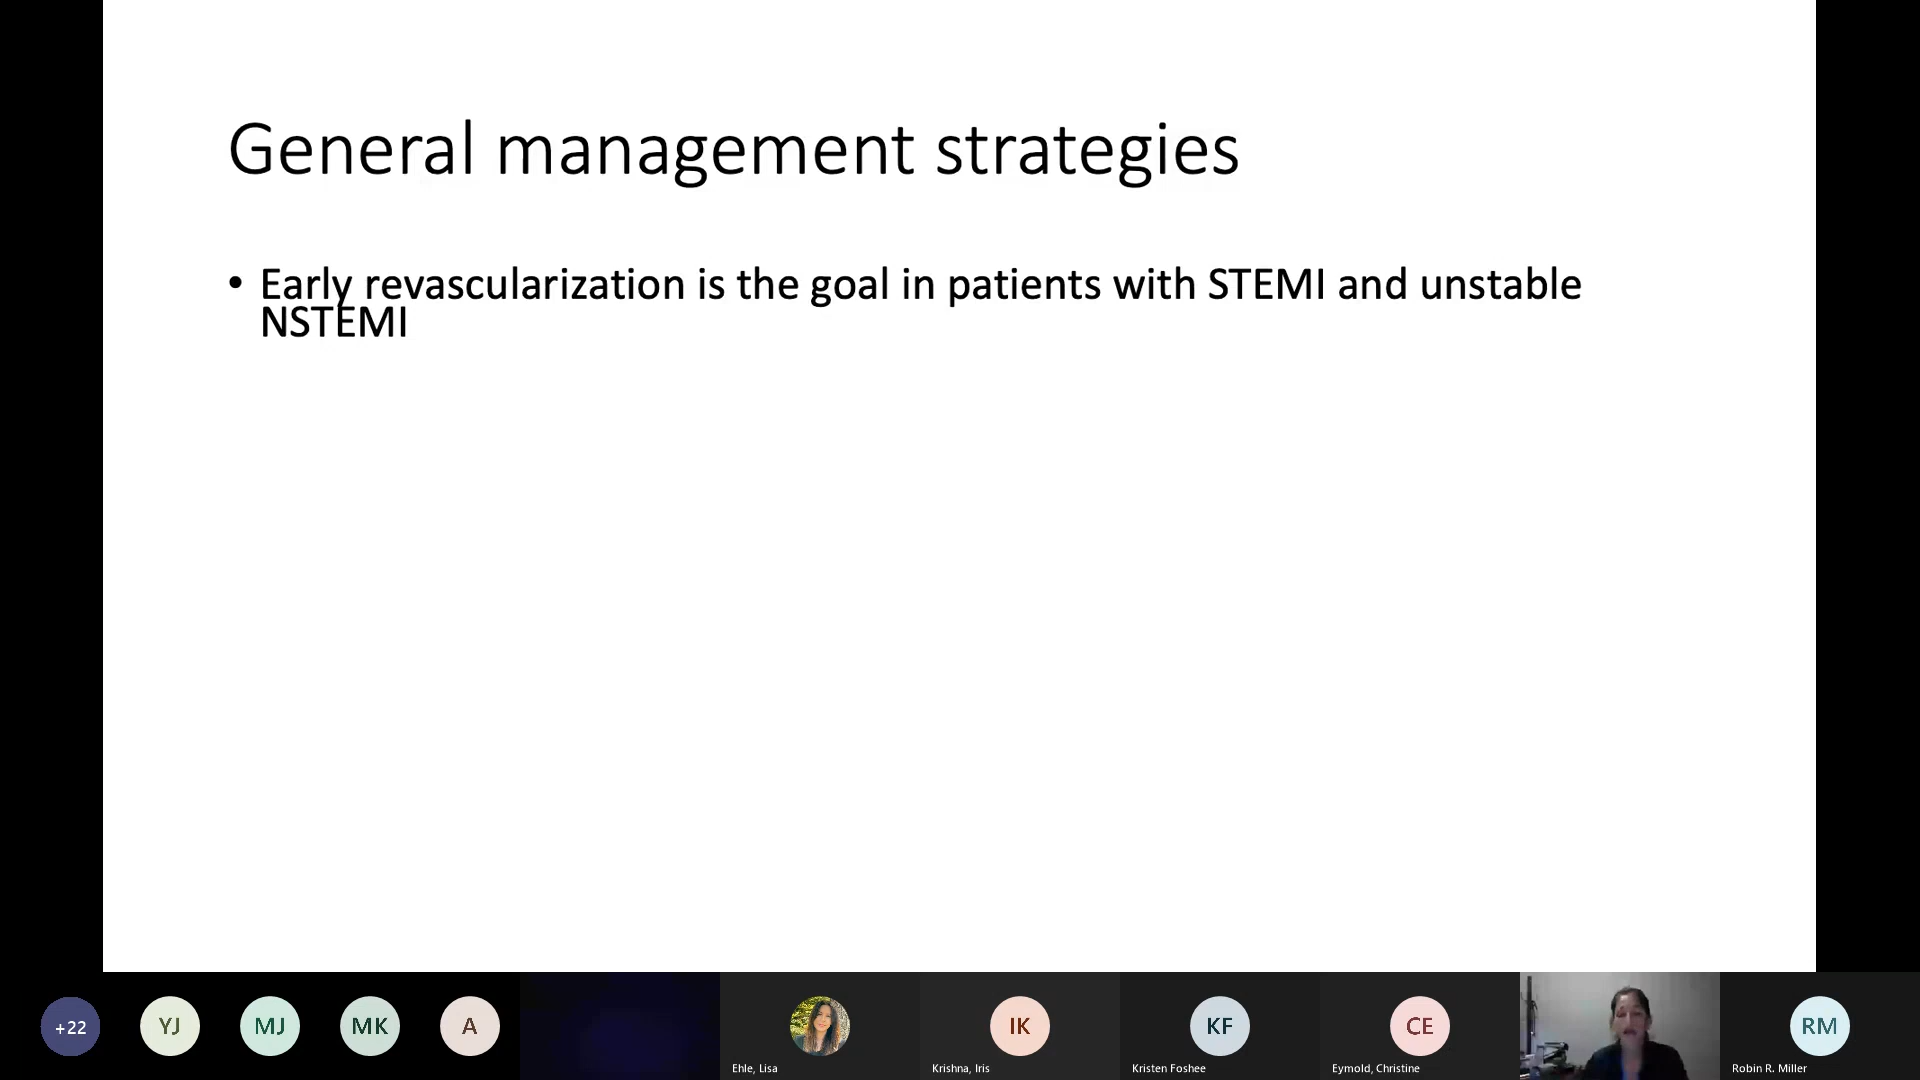 General management strategies
• Early revascularization is the goal in patients with STEMI and unstable
NSTEMI
+22
YJ
MJ
MK
A
Ehle, Lisa
IK
Krishna, Iris
KF
Kristen Foshee
CE
Eymold, Christine
RM
Robin R. Miller